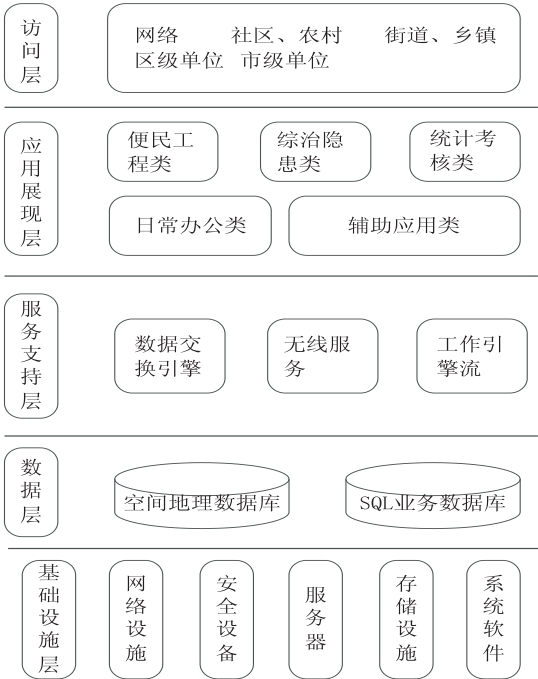 访问层
网络 社区、农村 街道、乡镇
区级单位 市级单位
应用展现层
便民工
程类
综治隐
患类
统计考
核类
日常办公类
辅助应用类
服务支持层
数据交
换引擎
无线服
务
工作引
擎流
数据层
空间地理数据库
SQL业务数据库
基础设施层
网络设施
安全设备
服务器
存储设施
系统软件